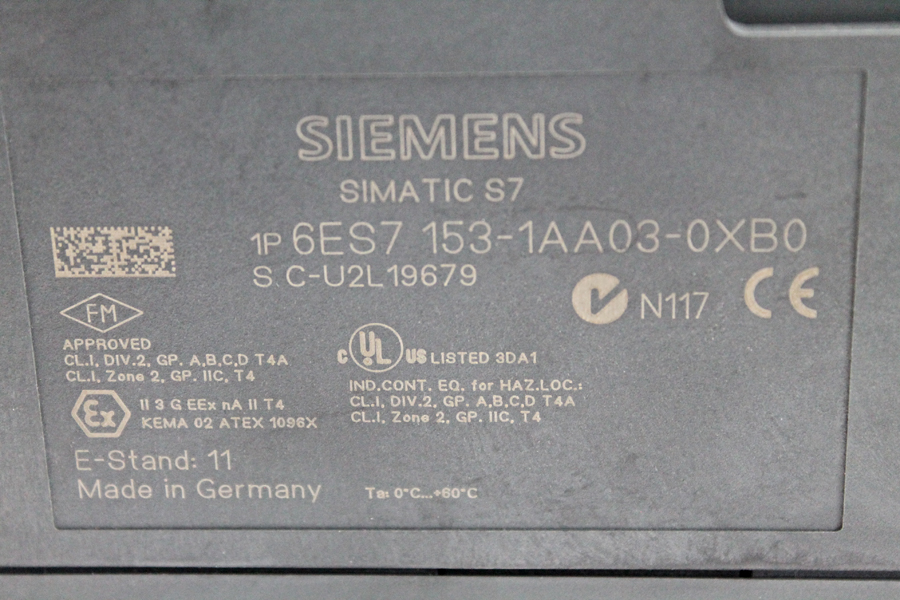 SIEMENS
SIMATIC S7
1P 6ES7 153-1AA03-0XB0
S C-U2L19679
N117 CE
FM
APPROVED
CL.I, DIV.2, GP. A,B,C,D T4A
CL.I, Zone 2, GP. IIC, T4
Ex II 3 G EEx nA II T4
KEMA 02 ATEX 1096X
c UL US LISTED 3DA1
IND.CONT. EQ. for HAZ.LOC.:
CL.I, DIV.2, GP. A,B,C,D T4A
CL.I, Zone 2, GP. IIC, T4
E-Stand: 11
Made in Germany
Ta: 0°C...+60°C